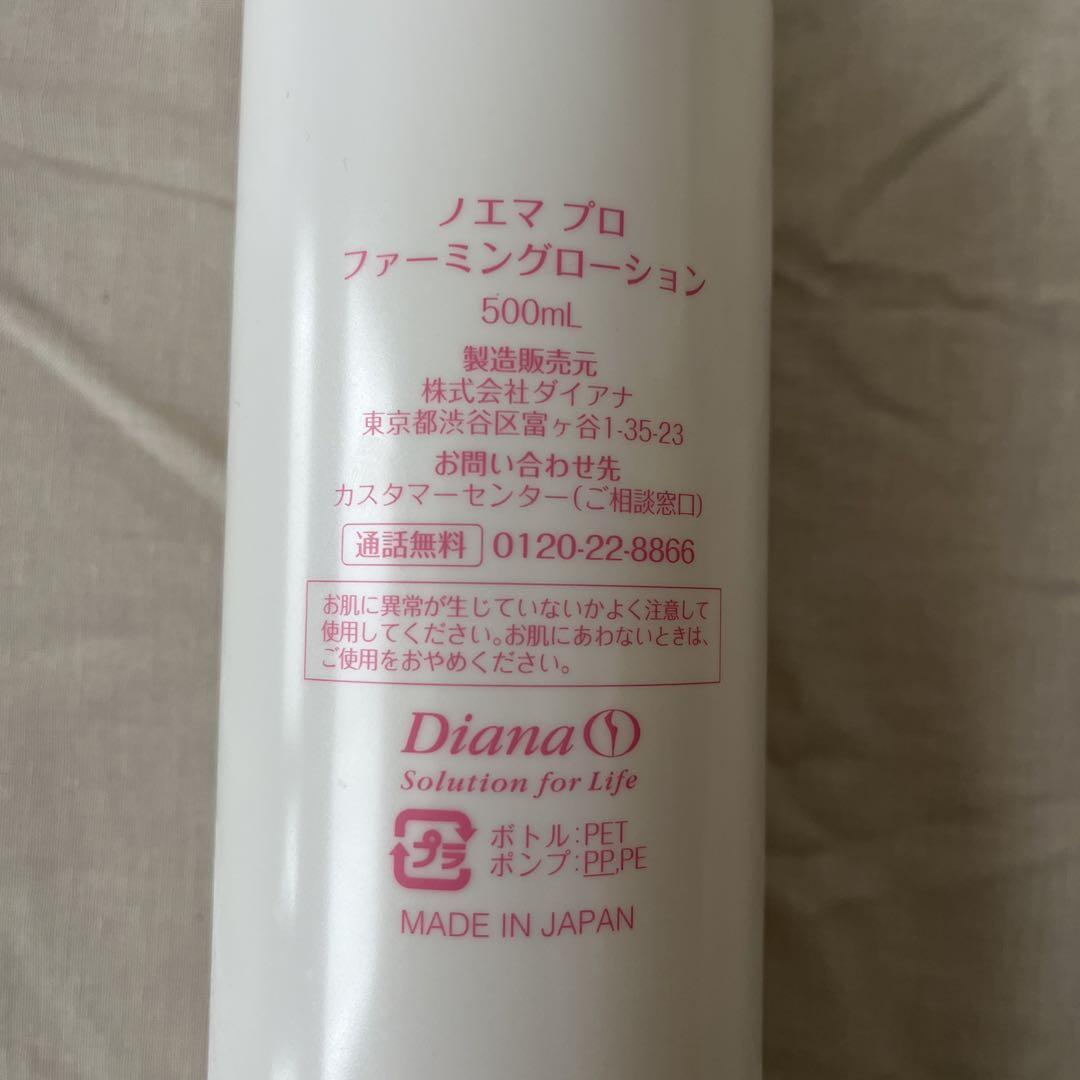 ノエマ プロ
ファーミングローション
500mL
製造販売元
株式会社ダイアナ
東京都渋谷区富ヶ谷1-35-23
お問い合わせ先
カスタマーセンター(ご相談窓口)
通話無料 0120-22-8866
お肌に異常が生じていないかよく注意して
使用してください。お肌にあわないときは、
ご使用をおやめください。
Diana
Solution for Life
プラ
ボトル:PET
ポンプ:PP,PE
MADE IN JAPAN